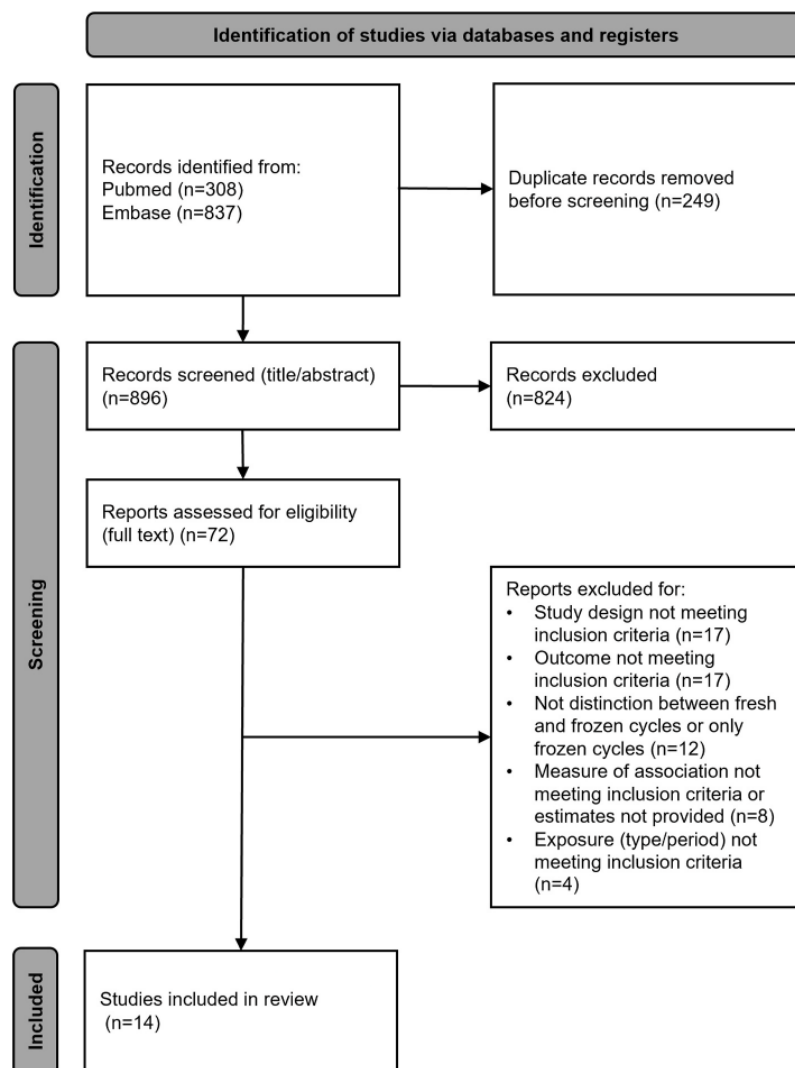 Identification of studies via databases and registers
Identification
Records identified from:
Pubmed (n=308)
Embase (n=837)
Duplicate records removed
before screening (n=249)
Screening
Records screened (title/abstract)
(n=896)
Records excluded
(n=824)
Reports assessed for eligibility
(full text) (n=72)
Reports excluded for:
• Study design not meeting
inclusion criteria (n=17)
• Outcome not meeting
inclusion criteria (n=17)
• Not distinction between fresh
and frozen cycles or only
frozen cycles (n=12)
• Measure of association not
meeting inclusion criteria or
estimates not provided (n=8)
• Exposure (type/period) not
meeting inclusion criteria
(n=4)
Included
Studies included in review
(n=14)